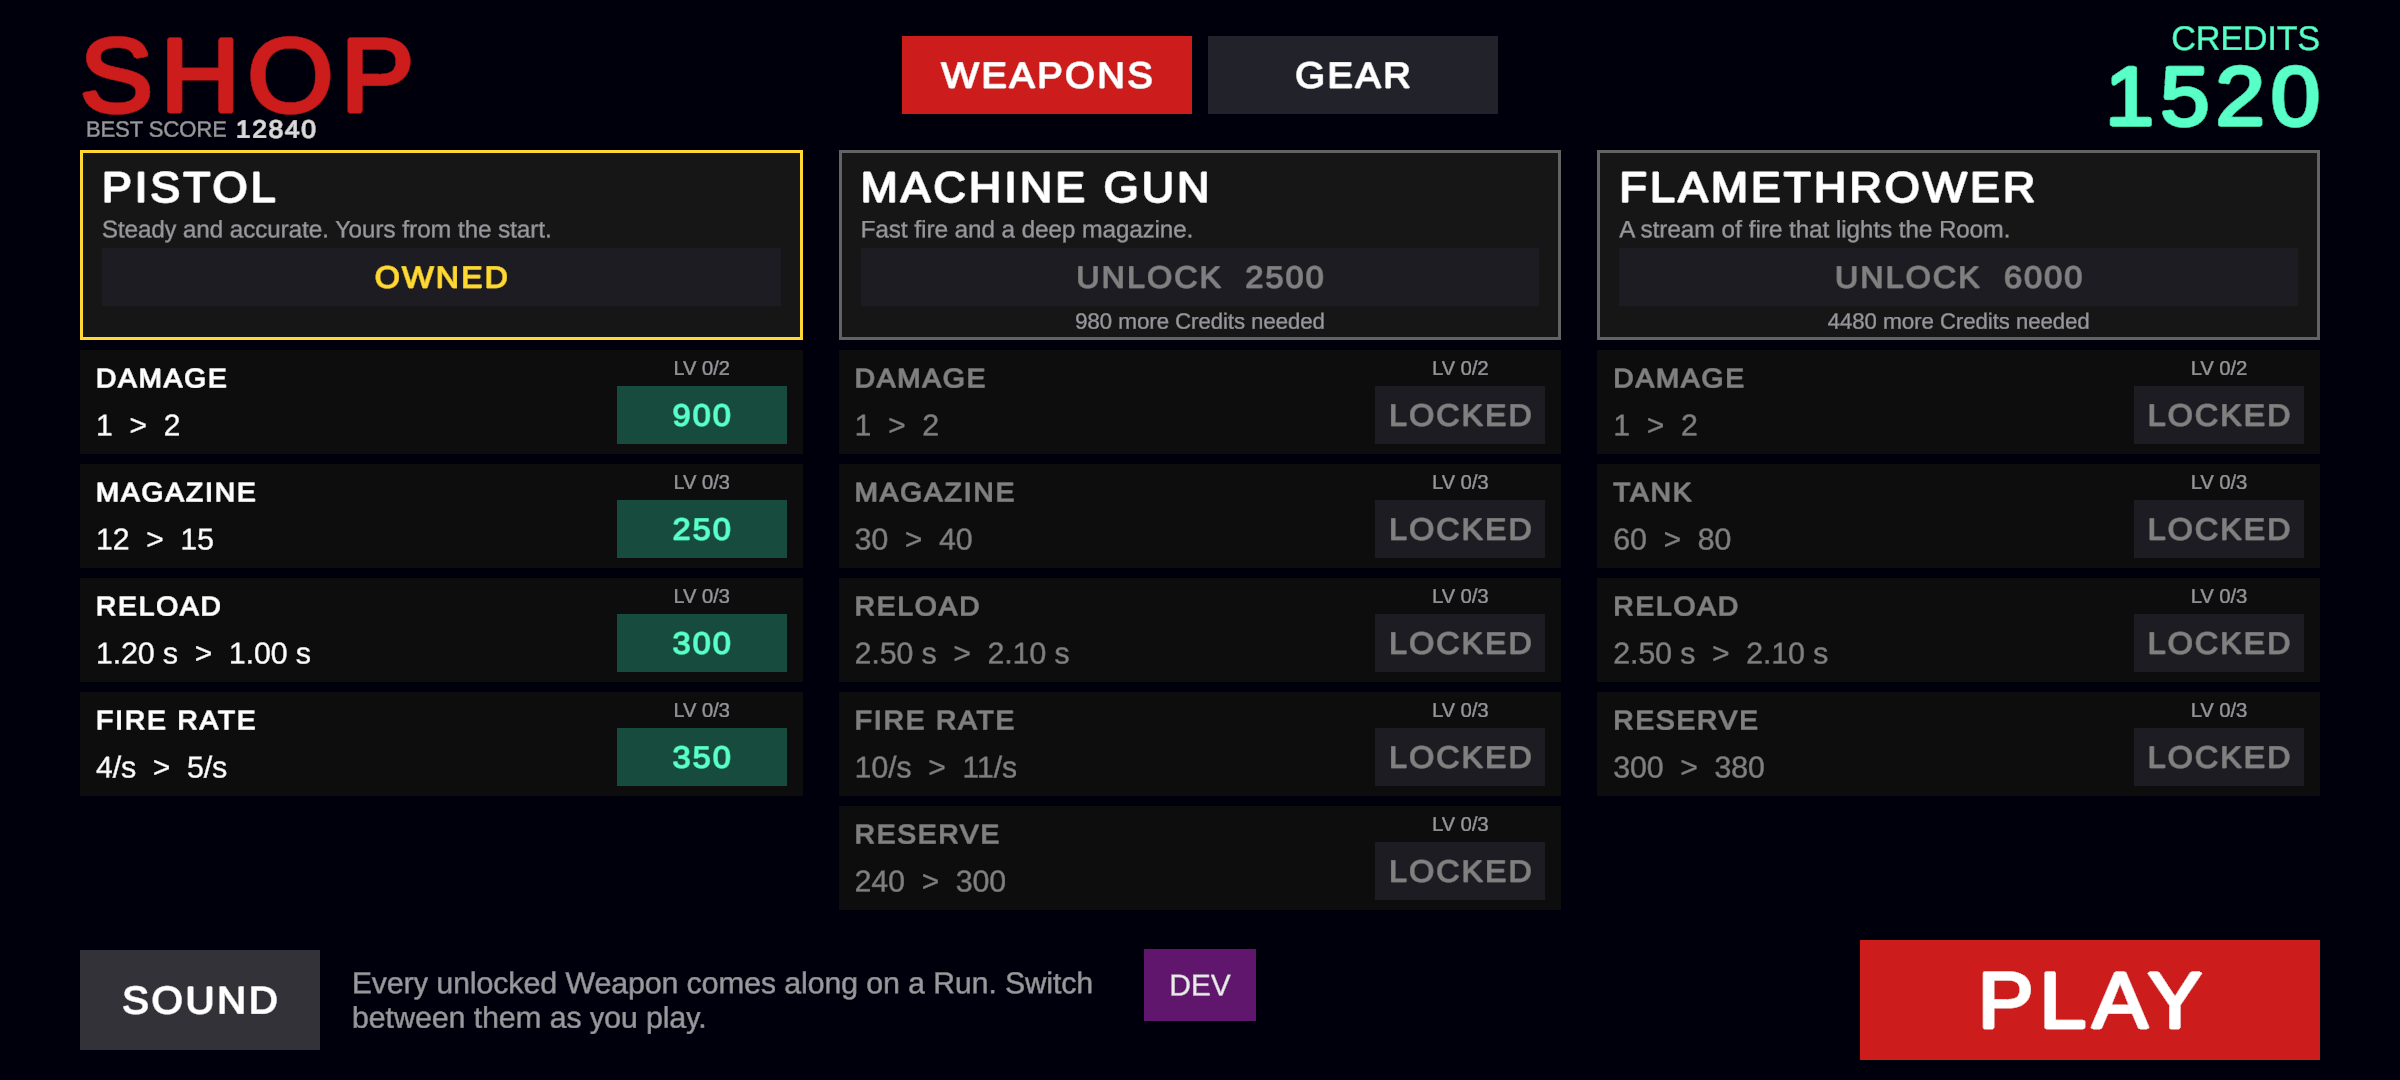 SHOP
BEST SCORE 12840
WEAPONS
GEAR
CREDITS
1520
PISTOL
Steady and accurate. Yours from the start.
OWNED
DAMAGE
1 > 2
LV 0/2
900
MAGAZINE
12 > 15
LV 0/3
250
RELOAD
1.20 s > 1.00 s
LV 0/3
300
FIRE RATE
4/s > 5/s
LV 0/3
350
MACHINE GUN
Fast fire and a deep magazine.
UNLOCK 2500
980 more Credits needed
DAMAGE
1 > 2
LV 0/2
LOCKED
MAGAZINE
30 > 40
LV 0/3
LOCKED
RELOAD
2.50 s > 2.10 s
LV 0/3
LOCKED
FIRE RATE
10/s > 11/s
LV 0/3
LOCKED
RESERVE
240 > 300
LV 0/3
LOCKED
FLAMETHROWER
A stream of fire that lights the Room.
UNLOCK 6000
4480 more Credits needed
DAMAGE
1 > 2
LV 0/2
LOCKED
TANK
60 > 80
LV 0/3
LOCKED
RELOAD
2.50 s > 2.10 s
LV 0/3
LOCKED
RESERVE
300 > 380
LV 0/3
LOCKED
SOUND
Every unlocked Weapon comes along on a Run. Switch
between them as you play.
DEV
PLAY